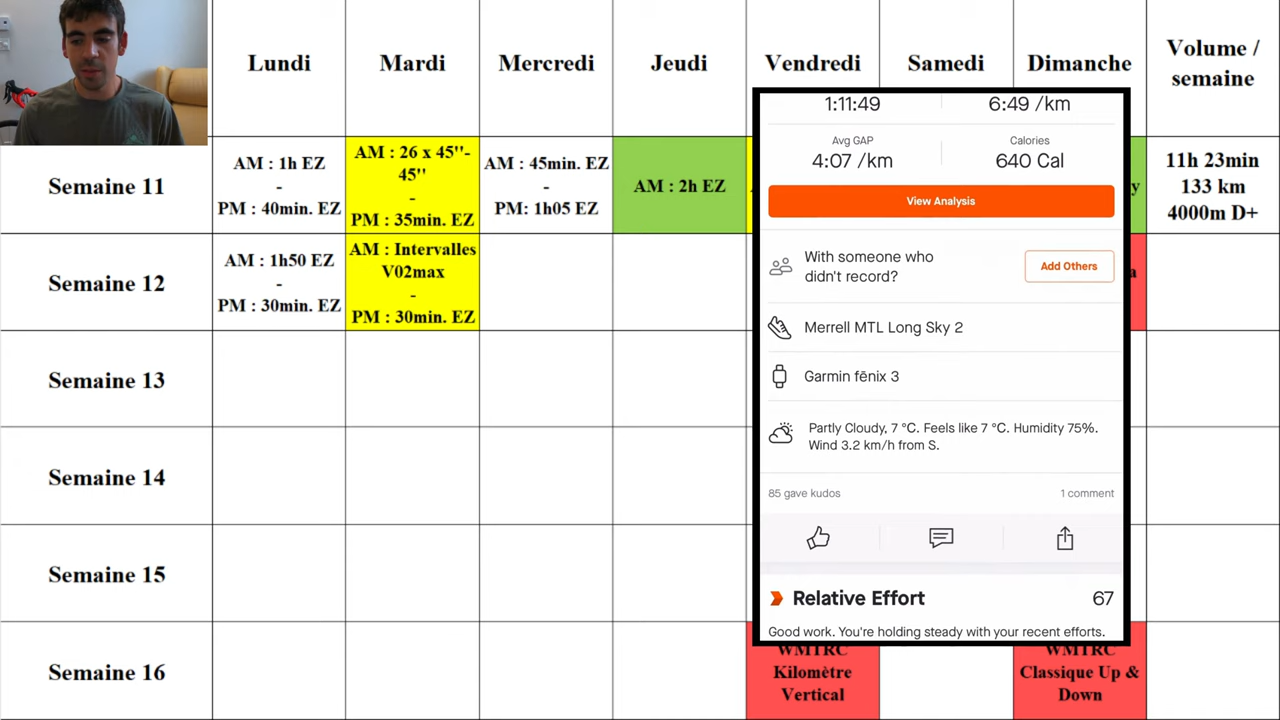 Lundi
Mardi
Mercredi
Jeudi
Vendredi
Samedi
Dimanche
Volume /
semaine
Semaine 11
AM : 1h EZ
-
PM : 40min. EZ
AM : 26 x 45''-
45''
-
PM : 35min. EZ
AM : 45min. EZ
-
PM: 1h05 EZ
AM : 2h EZ
11h 23min
133 km
4000m D+
Semaine 12
AM : 1h50 EZ
-
PM : 30min. EZ
AM : Intervalles
V02max
-
PM : 30min. EZ
Semaine 13
Semaine 14
Semaine 15
Semaine 16
WMTRC
Kilomètre
Vertical
WMTRC
Classique Up &
Down
1:11:49
6:49 /km
Avg GAP
4:07 /km
Calories
640 Cal
View Analysis
With someone who
didn't record?
Add Others
Merrell MTL Long Sky 2
Garmin fēnix 3
Partly Cloudy, 7 °C. Feels like 7 °C. Humidity 75%.
Wind 3.2 km/h from S.
85 gave kudos
1 comment
Relative Effort
67
Good work. You're holding steady with your recent efforts.